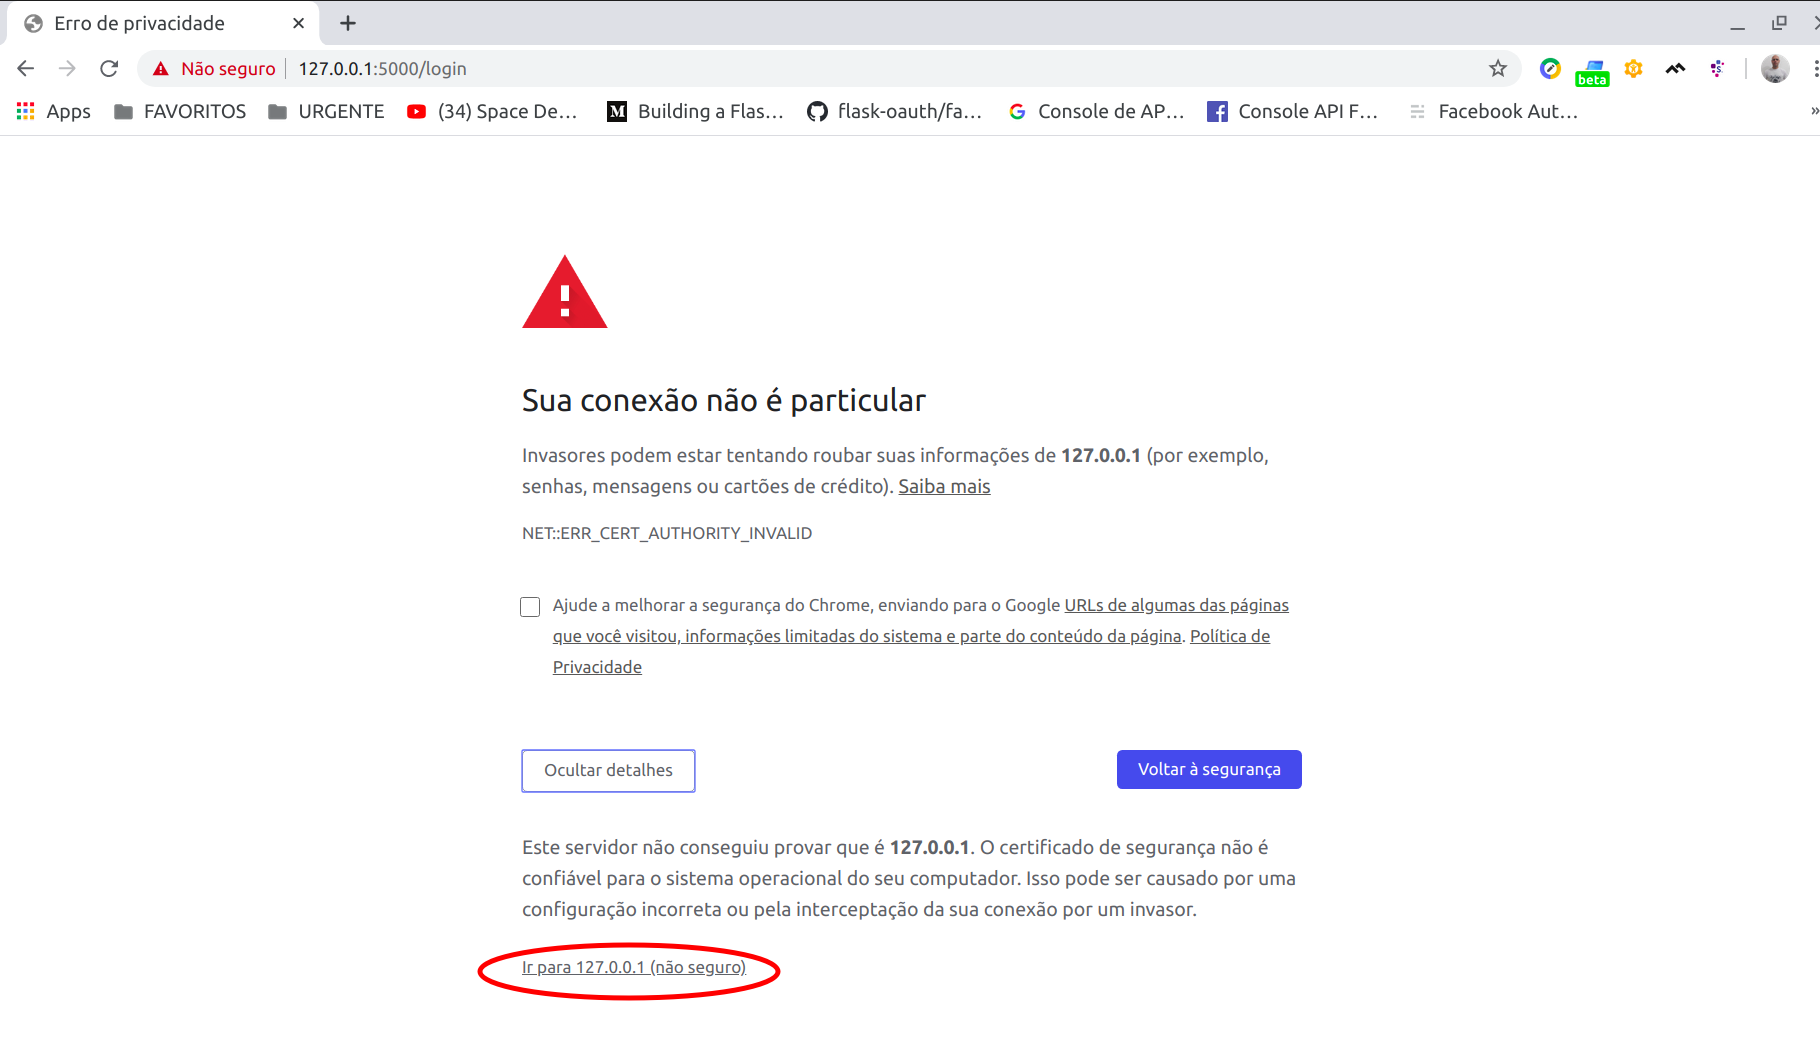 Erro de privacidade
Não seguro 127.0.0.1:5000/login
beta
Apps FAVORITOS URGENTE (34) Space De... M Building a Flas... flask-oauth/fa... Console de AP... Console API F... Facebook Aut... »
Sua conexão não é particular
Invasores podem estar tentando roubar suas informações de 127.0.0.1 (por exemplo,
senhas, mensagens ou cartões de crédito). Saiba mais
NET::ERR_CERT_AUTHORITY_INVALID
Ajude a melhorar a segurança do Chrome, enviando para o Google URLs de algumas das páginas
que você visitou, informações limitadas do sistema e parte do conteúdo da página. Política de
Privacidade
Ocultar detalhes Voltar à segurança
Este servidor não conseguiu provar que é 127.0.0.1. O certificado de segurança não é
confiável para o sistema operacional do seu computador. Isso pode ser causado por uma
configuração incorreta ou pela interceptação da sua conexão por um invasor.
Ir para 127.0.0.1 (não seguro)